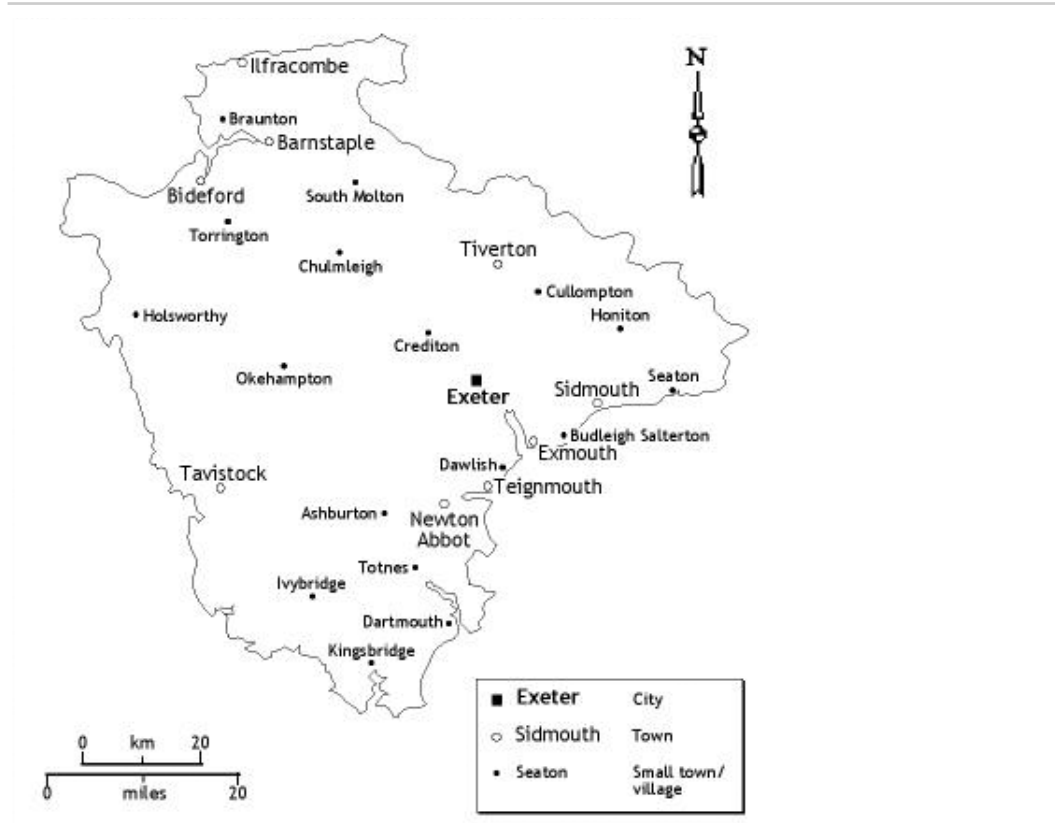 N
Ilfracombe
Braunton
Barnstaple
Bideford
South Molton
Torrington
Tiverton
Chulmleigh
Cullompton
Holsworthy
Honiton
Crediton
Okehampton
Exeter
Sidmouth
Seaton
Budleigh Salterton
Exmouth
Dawlish
Tavistock
Teignmouth
Ashburton
Newton
Abbot
Totnes
Ivybridge
Dartmouth
Kingsbridge
Exeter City
Sidmouth Town
Seaton Small town/
village
0 km 20
0 miles 20